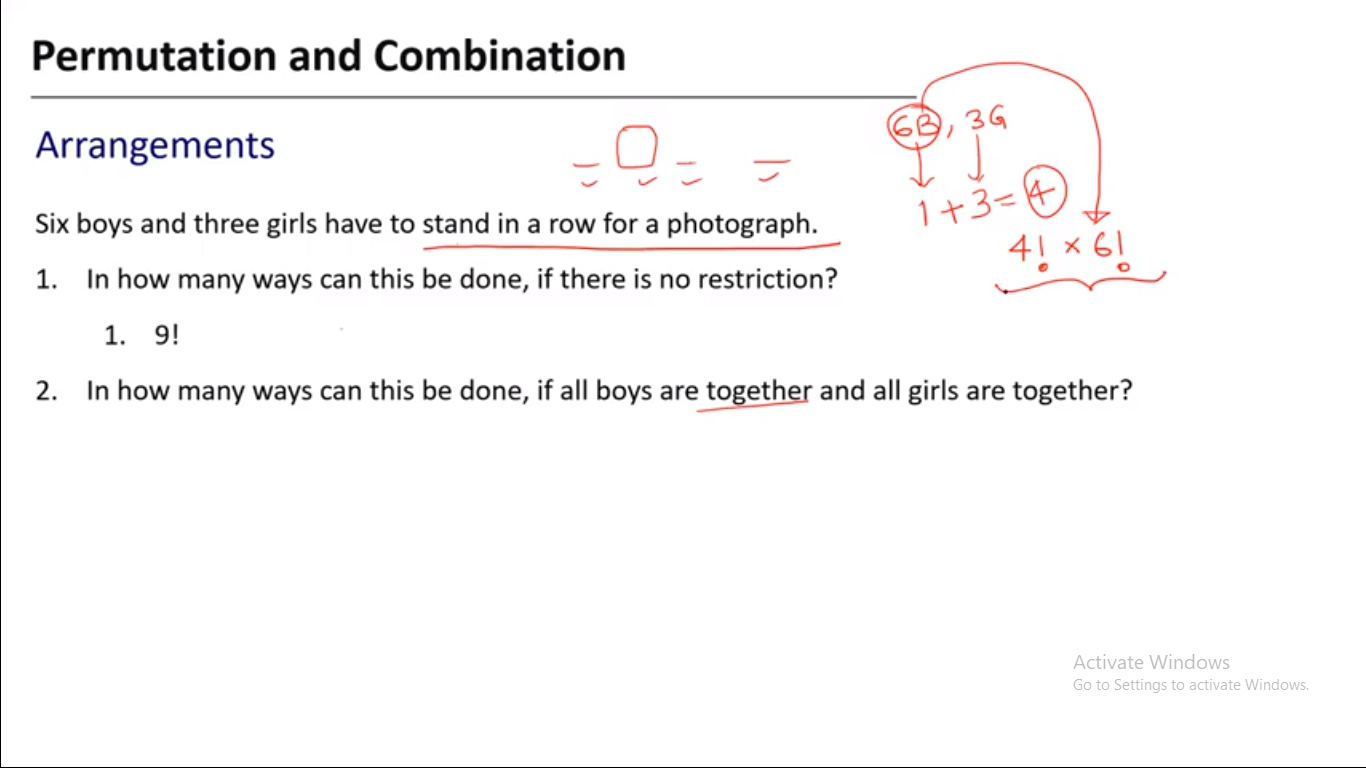 Permutation and Combination
Arrangements
6B, 3G
1 + 3 = 4
4! × 6!
Six boys and three girls have to stand in a row for a photograph.
1. In how many ways can this be done, if there is no restriction?
1. 9!
2. In how many ways can this be done, if all boys are together and all girls are together?
Activate Windows
Go to Settings to activate Windows.